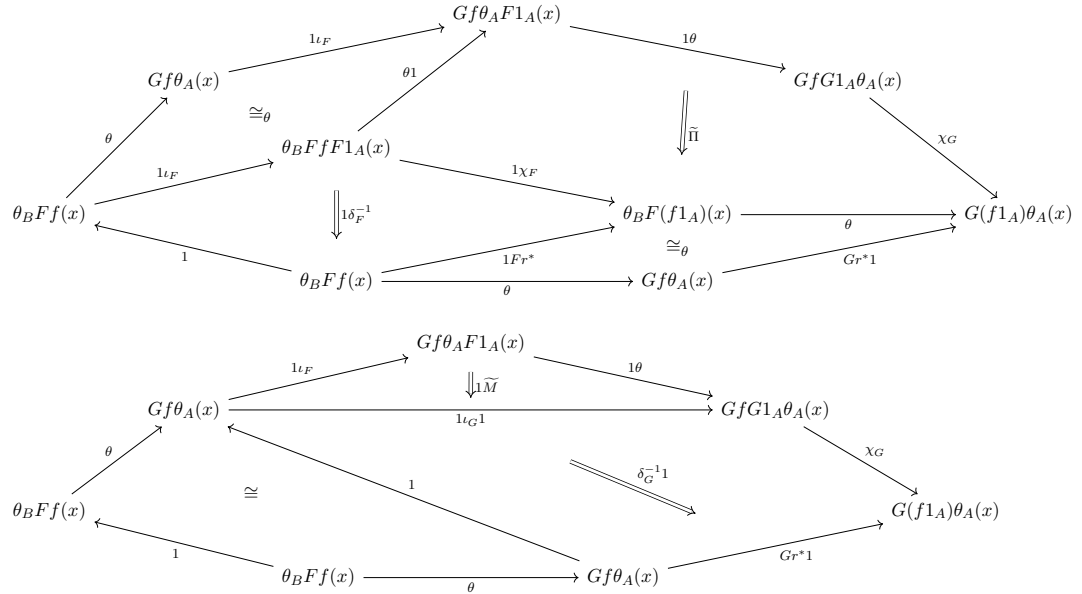 Gfθ_AF1_A(x)
1ι_F 1θ
Gfθ_A(x) θ1 GfG1_Aθ_A(x)
≅_θ
θ Π̃ χ_G
θ_BFfF1_A(x)
1ι_F 1χ_F
θ_BFf(x) 1δ_F^{-1} θ_BF(f1_A)(x) θ G(f1_A)θ_A(x)
≅_θ
1 1Fr* Gr*1
θ_BFf(x) θ Gfθ_A(x)
Gfθ_AF1_A(x)
1ι_F 1M̃ 1θ
Gfθ_A(x) 1ι_G1 GfG1_Aθ_A(x)
θ 1 δ_G^{-1}1 χ_G
≅
θ_BFf(x) G(f1_A)θ_A(x)
1 Gr*1
θ_BFf(x) θ Gfθ_A(x)